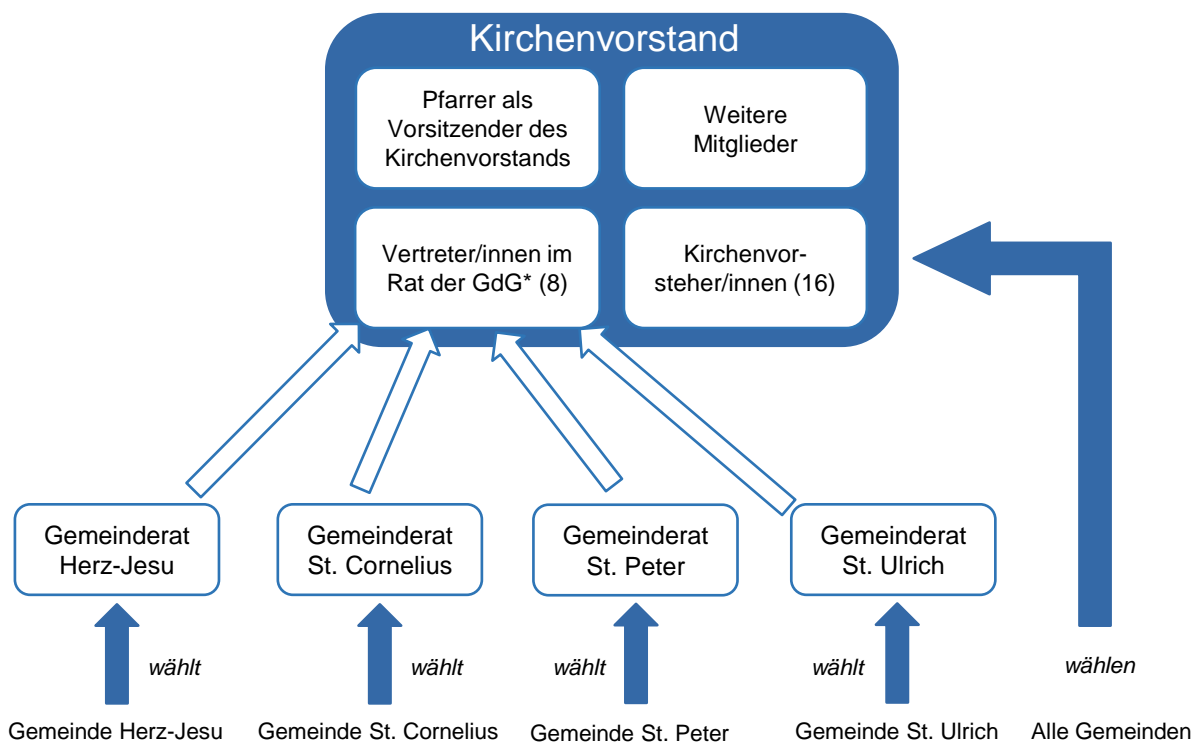 Kirchenvorstand
Pfarrer als
Vorsitzender des
Kirchenvorstands
Weitere
Mitglieder
Vertreter/innen im
Rat der GdG* (8)
Kirchenvor-
steher/innen (16)
Gemeinderat
Herz-Jesu
Gemeinderat
St. Cornelius
Gemeinderat
St. Peter
Gemeinderat
St. Ulrich
wählt
wählt
wählt
wählt
wählen
Gemeinde Herz-Jesu
Gemeinde St. Cornelius
Gemeinde St. Peter
Gemeinde St. Ulrich
Alle Gemeinden